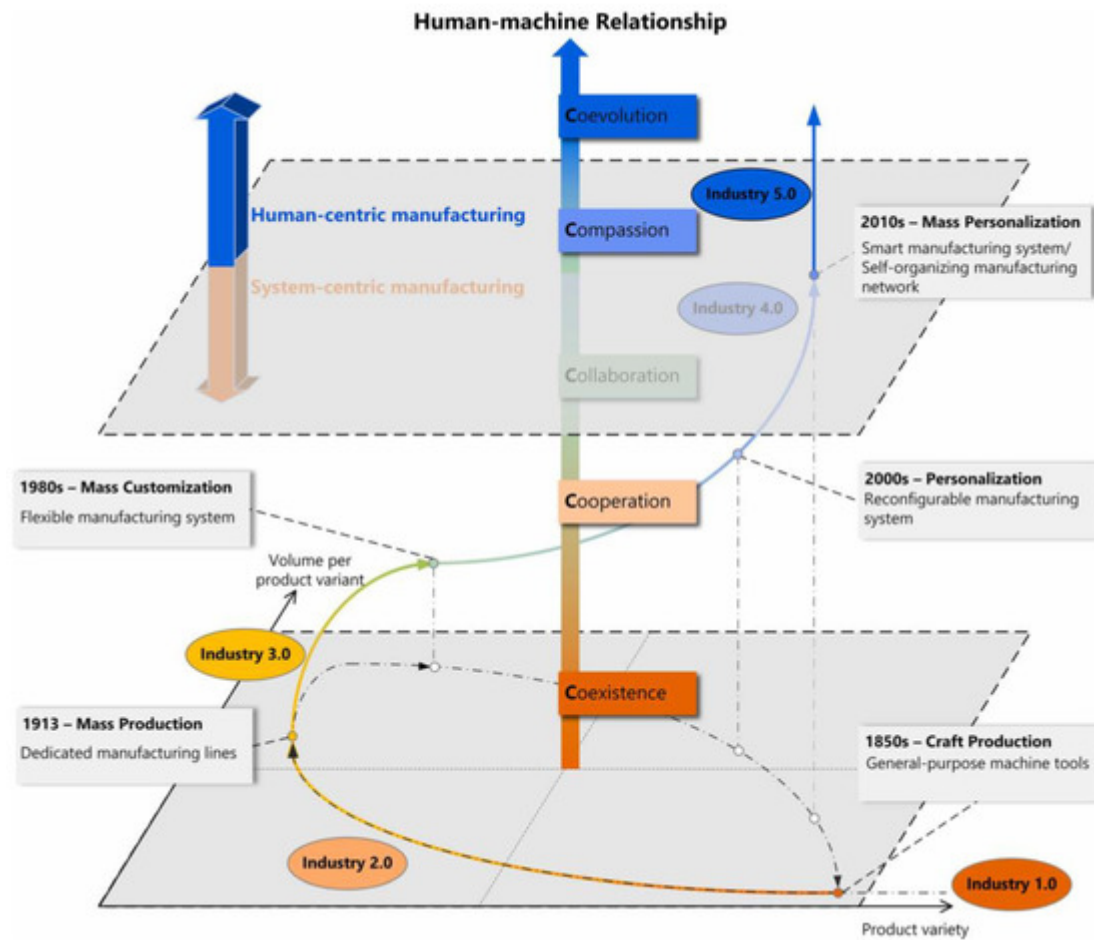 Human-machine Relationship
Coevolution
Industry 5.0
Human-centric manufacturing
Compassion
2010s – Mass Personalization
Smart manufacturing system/
Self-organizing manufacturing
network
System-centric manufacturing
Industry 4.0
Collaboration
1980s – Mass Customization
Flexible manufacturing system
Cooperation
2000s – Personalization
Reconfigurable manufacturing
system
Volume per
product variant
Industry 3.0
Coexistence
1913 – Mass Production
Dedicated manufacturing lines
1850s – Craft Production
General-purpose machine tools
Industry 2.0
Industry 1.0
Product variety